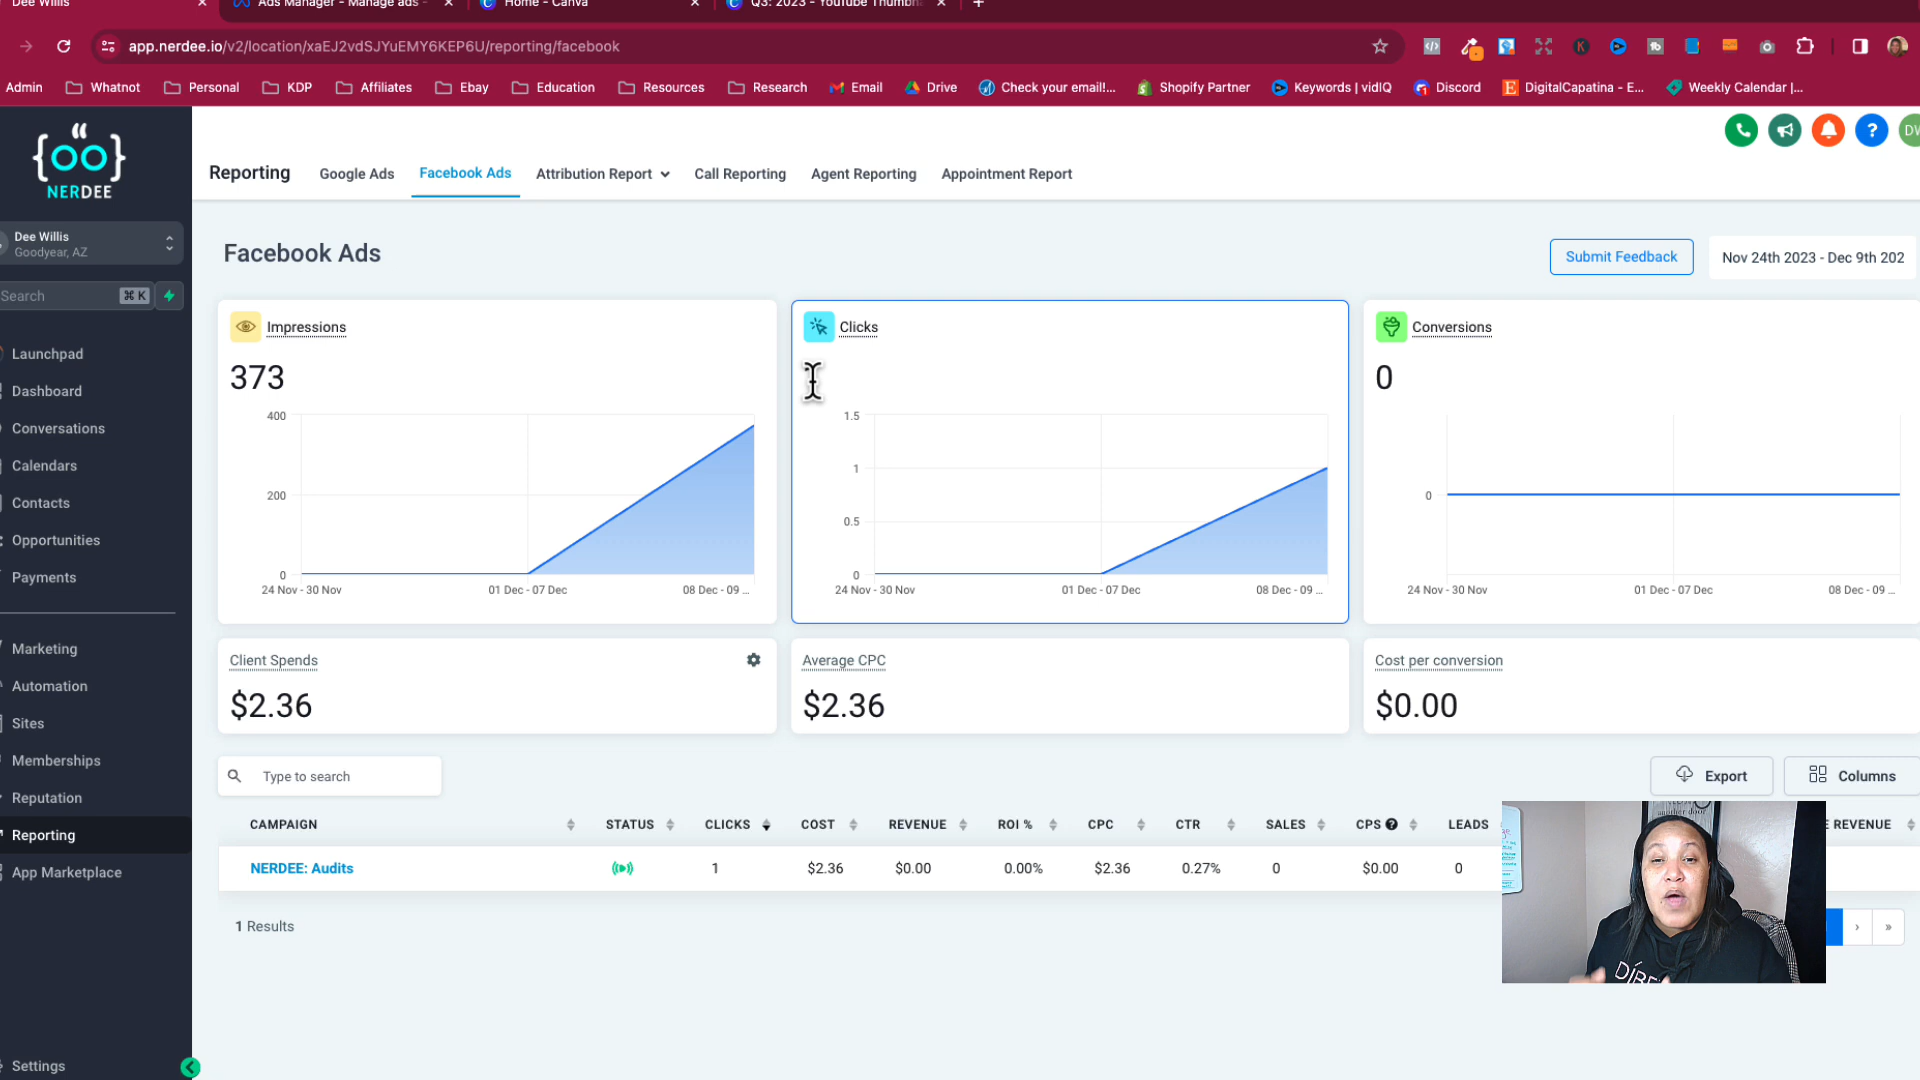 Dee Willis
Ads Manager - Manage ads -
Home - Canva
Q3: 2023 - YouTube Thumbn
app.nerdee.io/v2/location/xaEJ2vdSJYuEMY6KEP6U/reporting/facebook
Admin
Whatnot
Personal
KDP
Affiliates
Ebay
Education
Resources
Research
Email
Drive
Check your email!...
Shopify Partner
Keywords | vidIQ
Discord
DigitalCapatina - E...
Weekly Calendar |...
NERDEE
Dee Willis
Goodyear, AZ
Search
⌘ K
Launchpad
Dashboard
Conversations
Calendars
Contacts
Opportunities
Payments
Marketing
Automation
Sites
Memberships
Reputation
Reporting
App Marketplace
Settings
Reporting
Google Ads
Facebook Ads
Attribution Report
Call Reporting
Agent Reporting
Appointment Report
DW
Facebook Ads
Submit Feedback
Nov 24th 2023 - Dec 9th 202
Impressions
373
400
200
0
24 Nov - 30 Nov
01 Dec - 07 Dec
08 Dec - 09 ...
Clicks
1.5
1
0.5
0
24 Nov - 30 Nov
01 Dec - 07 Dec
08 Dec - 09 ...
Conversions
0
0
24 Nov - 30 Nov
01 Dec - 07 Dec
08 Dec - 09 ...
Client Spends
$2.36
Average CPC
$2.36
Cost per conversion
$0.00
Type to search
Export
Columns
CAMPAIGN STATUS CLICKS COST REVENUE ROI % CPC CTR SALES CPS LEADS E REVENUE
NERDEE: Audits 1 $2.36 $0.00 0.00% $2.36 0.27% 0 $0.00 0
1 Results